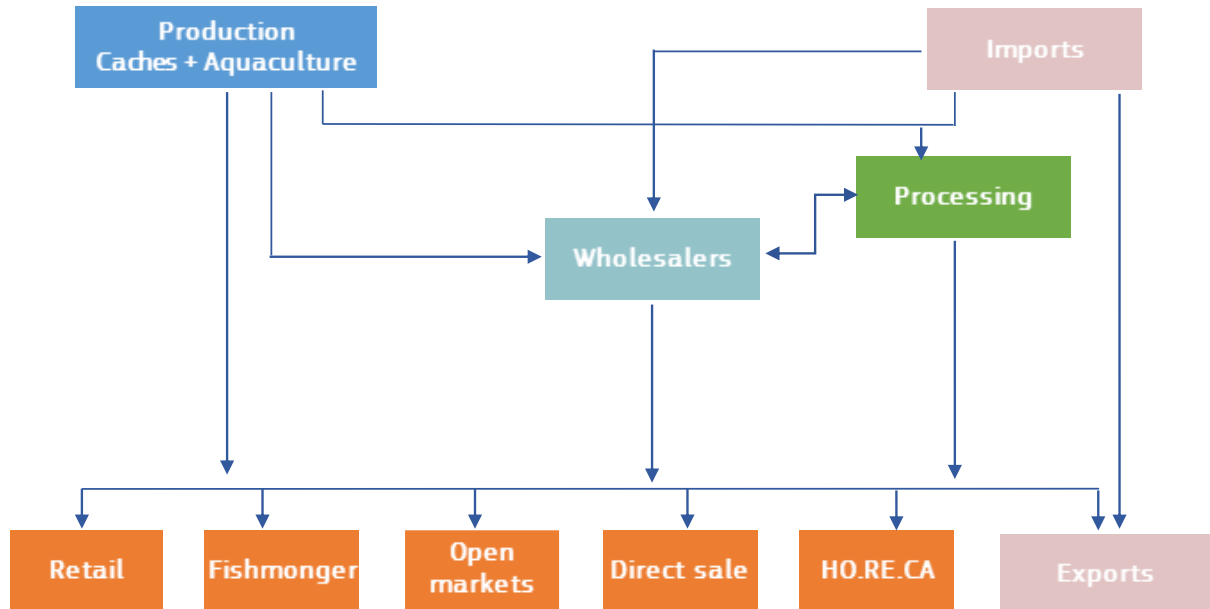 Production
Caches + Aquaculture
Imports
Processing
Wholesalers
Retail
Fishmonger
Open
markets
Direct sale
HO.RE.CA
Exports